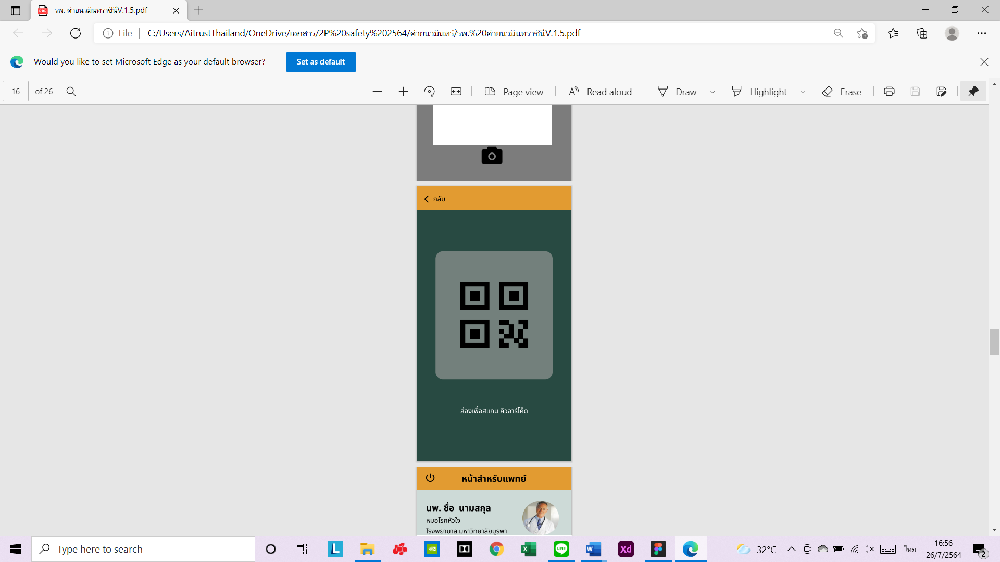 รพ. ค่ายนวมินทราชินีV.1.5.pdf
File
C:/Users/AitrustThailand/OneDrive/เอกสาร/2P%20safety%202564/ค่ายนวมินทร์/รพ.%20ค่ายนวมินทราชินีV.1.5.pdf
Would you like to set Microsoft Edge as your default browser?
Set as default
16 of 26
Page view
Read aloud
Draw
Highlight
Erase
กลับ
ส่องเพื่อสแกน คิวอาร์โค็ด
หน้าสำหรับแพทย์
นพ. ชื่อ นามสกุล
หมอโรคหัวใจ
โรงพยาบาล มหาวิทยาลัยบูรพา
Type here to search
32°C
ไทย
16:56
26/7/2564
2